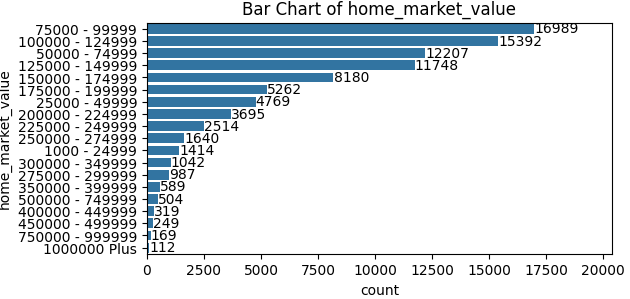 Bar Chart of home_market_value
home_market_value
75000 - 99999 16989
100000 - 124999 15392
50000 - 74999 12207
125000 - 149999 11748
150000 - 174999 8180
175000 - 199999 5262
25000 - 49999 4769
200000 - 224999 3695
225000 - 249999 2514
250000 - 274999 1640
1000 - 24999 1414
300000 - 349999 1042
275000 - 299999 987
350000 - 399999 589
500000 - 749999 504
400000 - 449999 319
450000 - 499999 249
750000 - 999999 169
1000000 Plus 112
0 2500 5000 7500 10000 12500 15000 17500 20000
count